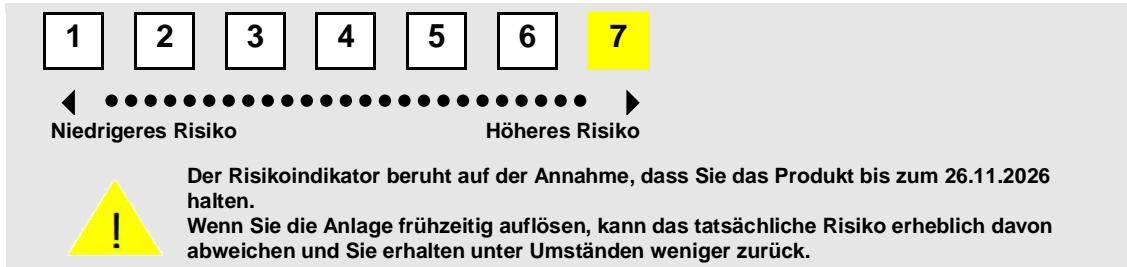 1 2 3 4 5 6 7
Niedrigeres Risiko Höheres Risiko
Der Risikoindikator beruht auf der Annahme, dass Sie das Produkt bis zum 26.11.2026
halten.
Wenn Sie die Anlage frühzeitig auflösen, kann das tatsächliche Risiko erheblich davon
abweichen und Sie erhalten unter Umständen weniger zurück.
!